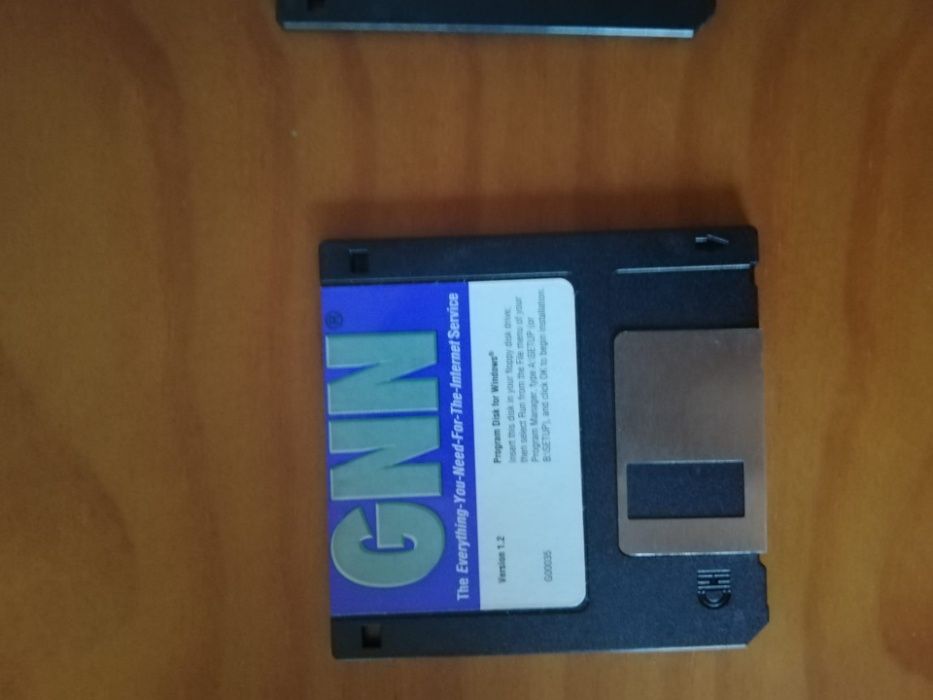 GNN®
The Everything-You-Need-For-The-Internet Service
Version 1.2
Program Disk for Windows®
Insert this disk in your floppy disk drive,
then select Run from the File menu of your
Program Manager, type A:\SETUP (or
B:\SETUP), and click OK to begin installation.
G00035
HD